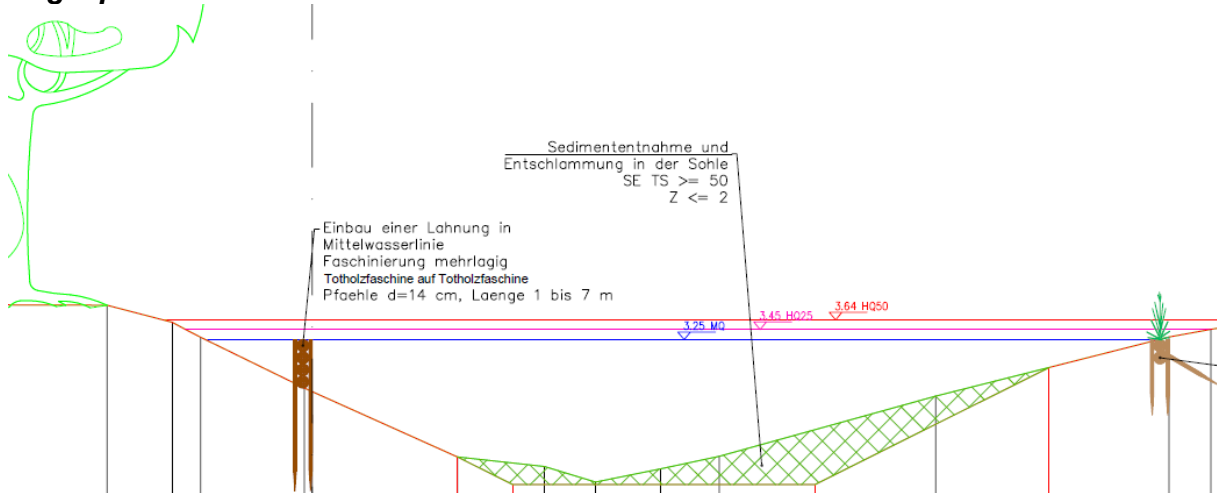 Sedimententnahme und
Entschlammung in der Sohle
SE TS >= 50
Z <= 2
Einbau einer Lahnung in
Mittelwasserlinie
Faschinierung mehrlagig
Totholzfaschine auf Totholzfaschine
Pfaehle d=14 cm, Laenge 1 bis 7 m
3.64 HQ50
3.45 HQ25
3.25 MQ